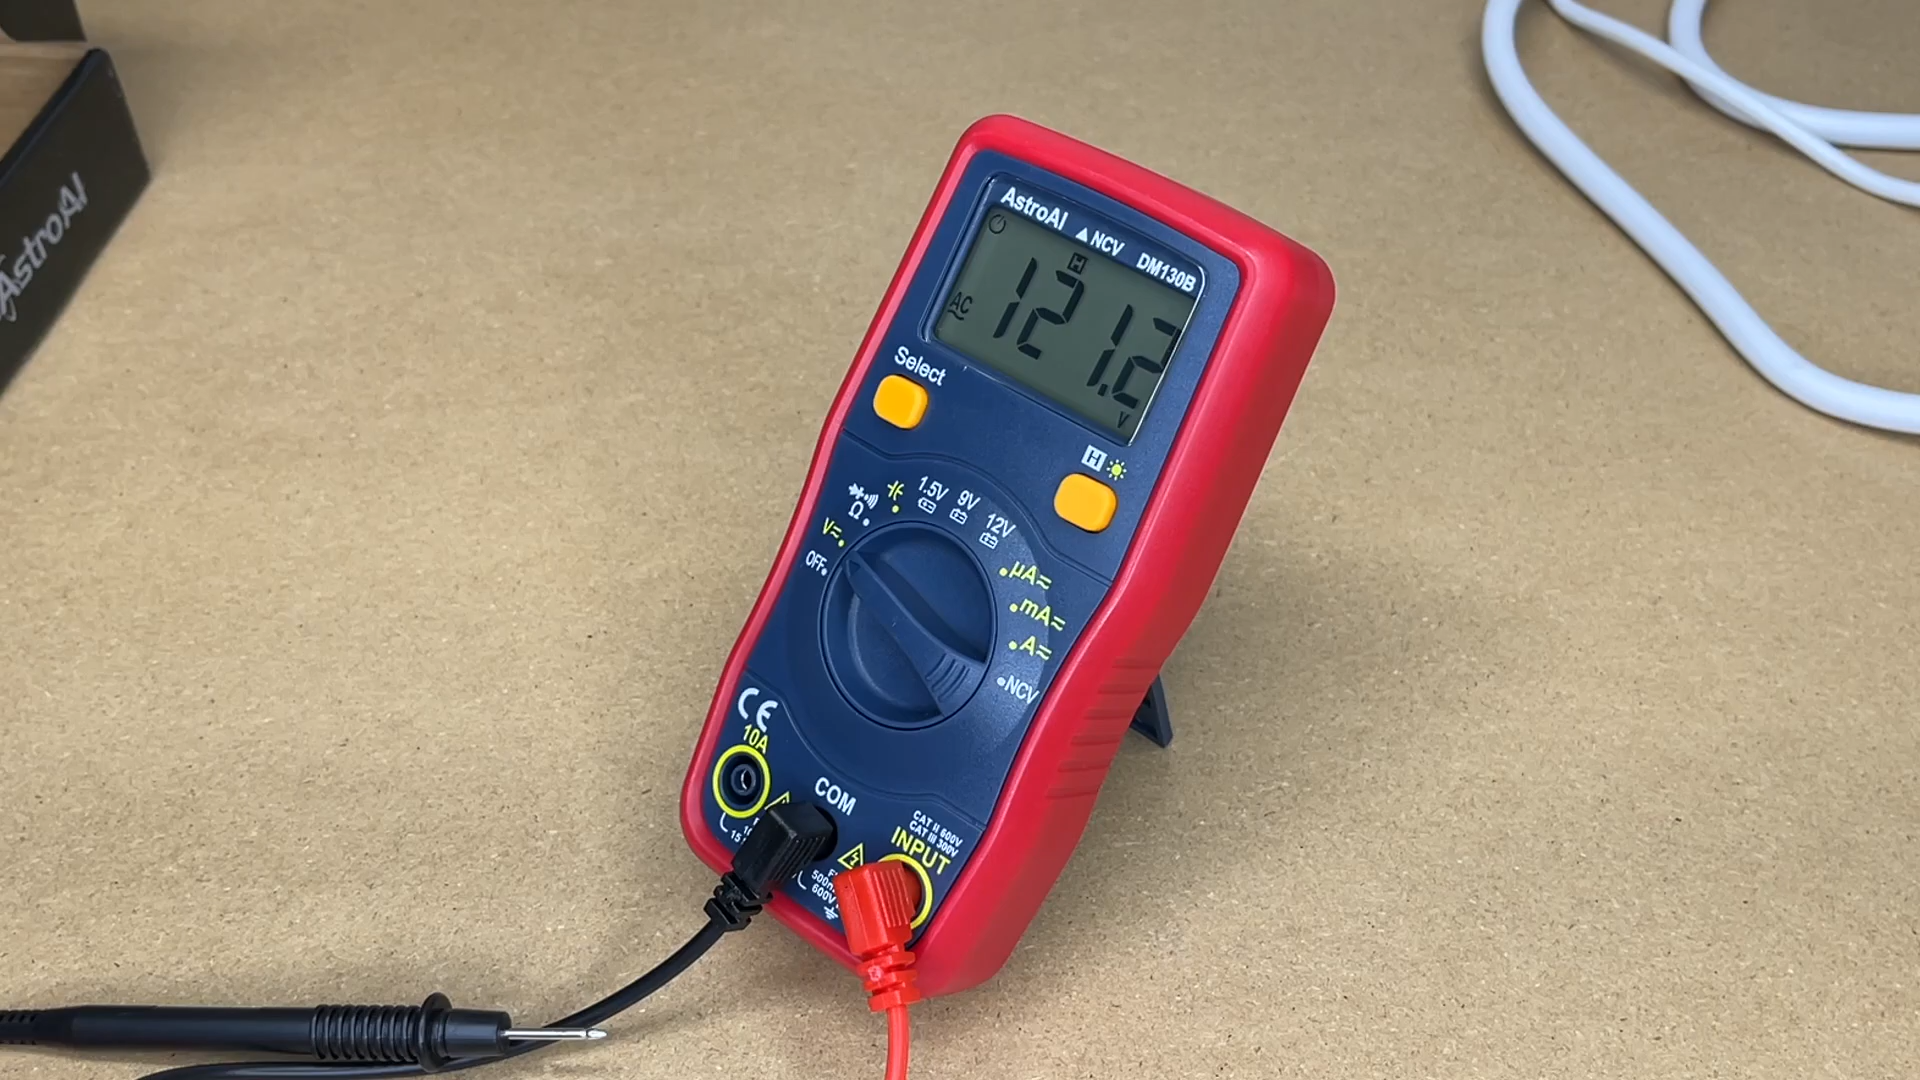 AstroAI
AstroAI
▲NCV
DM130B
H
AC
121.2
V
Select
H
1.5V
9V
12V
Ω
V
OFF
μA
mA
A
NCV
CE
10A
COM
CAT II 600V
CAT III 300V
INPUT
600V